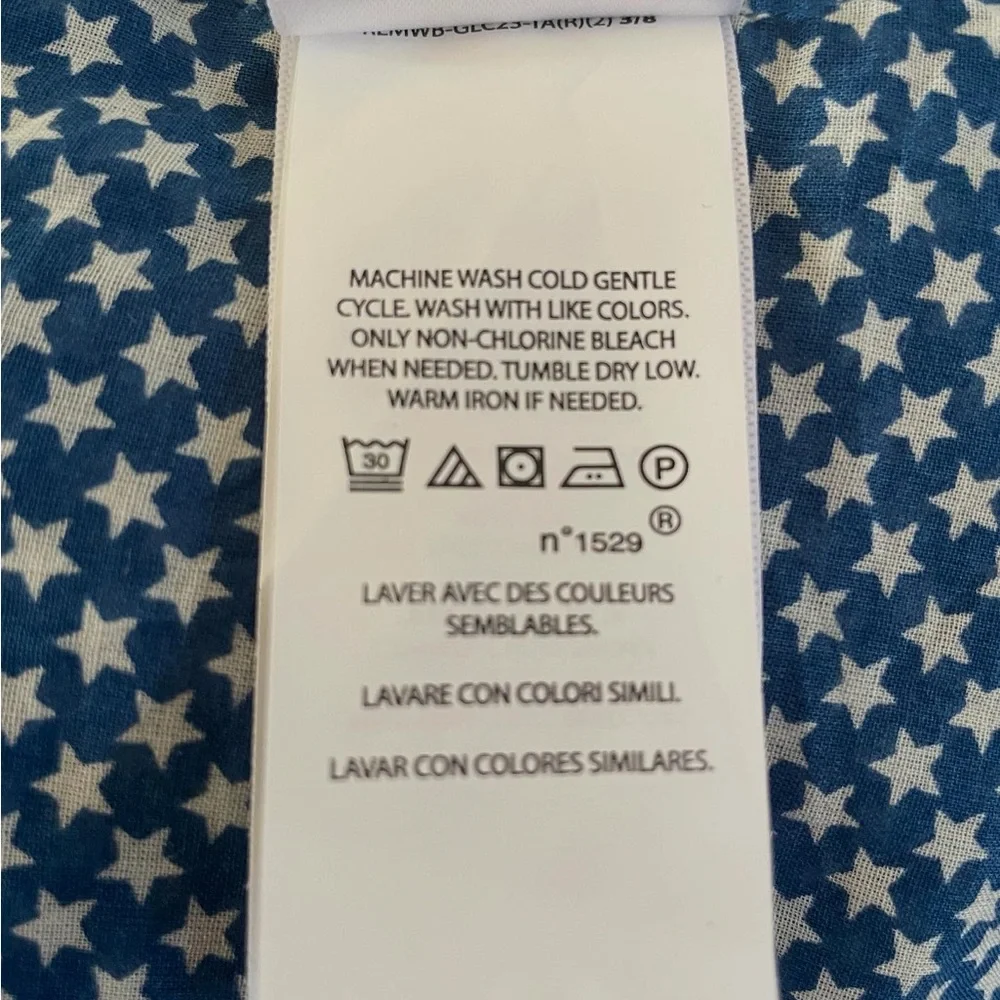 MACHINE WASH COLD GENTLE
CYCLE. WASH WITH LIKE COLORS.
ONLY NON-CHLORINE BLEACH
WHEN NEEDED. TUMBLE DRY LOW.
WARM IRON IF NEEDED.
30 P
n°1529 ®
LAVER AVEC DES COULEURS
SEMBLABLES.
LAVARE CON COLORI SIMILI.
LAVAR CON COLORES SIMILARES.